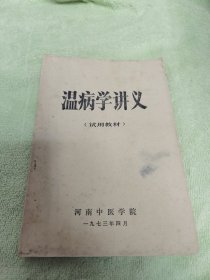 温病学讲义
（试用教材）
河南中医学院
一九七三年四月